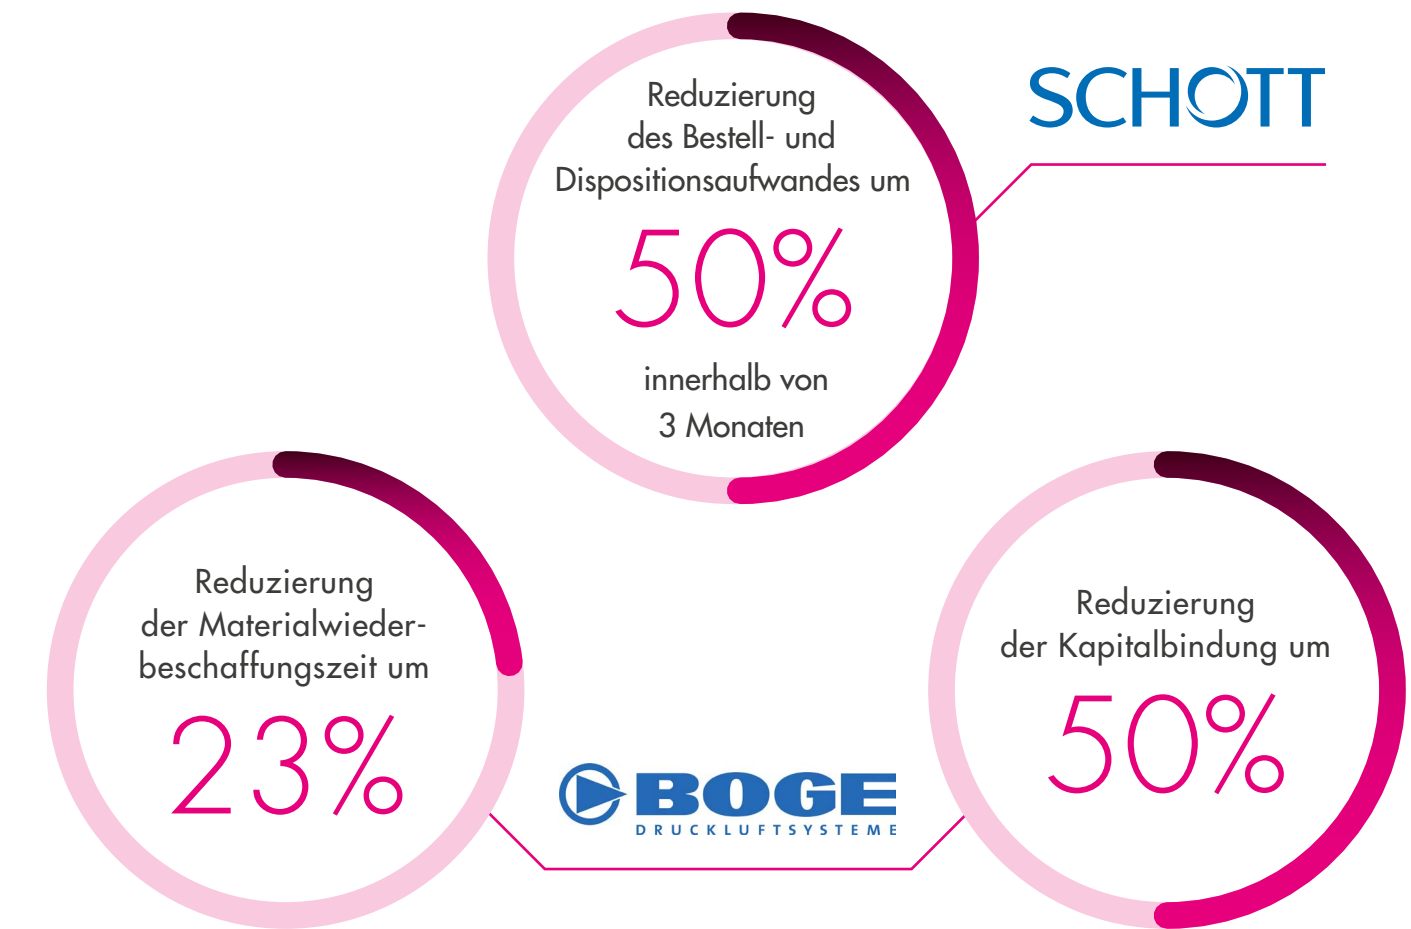 Reduzierung
des Bestell- und
Dispositionsaufwandes um
50%
innerhalb von
3 Monaten
SCHOTT
Reduzierung
der Materialwieder-
beschaffungszeit um
23%
BOGE
DRUCKLUFTSYSTEME
Reduzierung
der Kapitalbindung um
50%